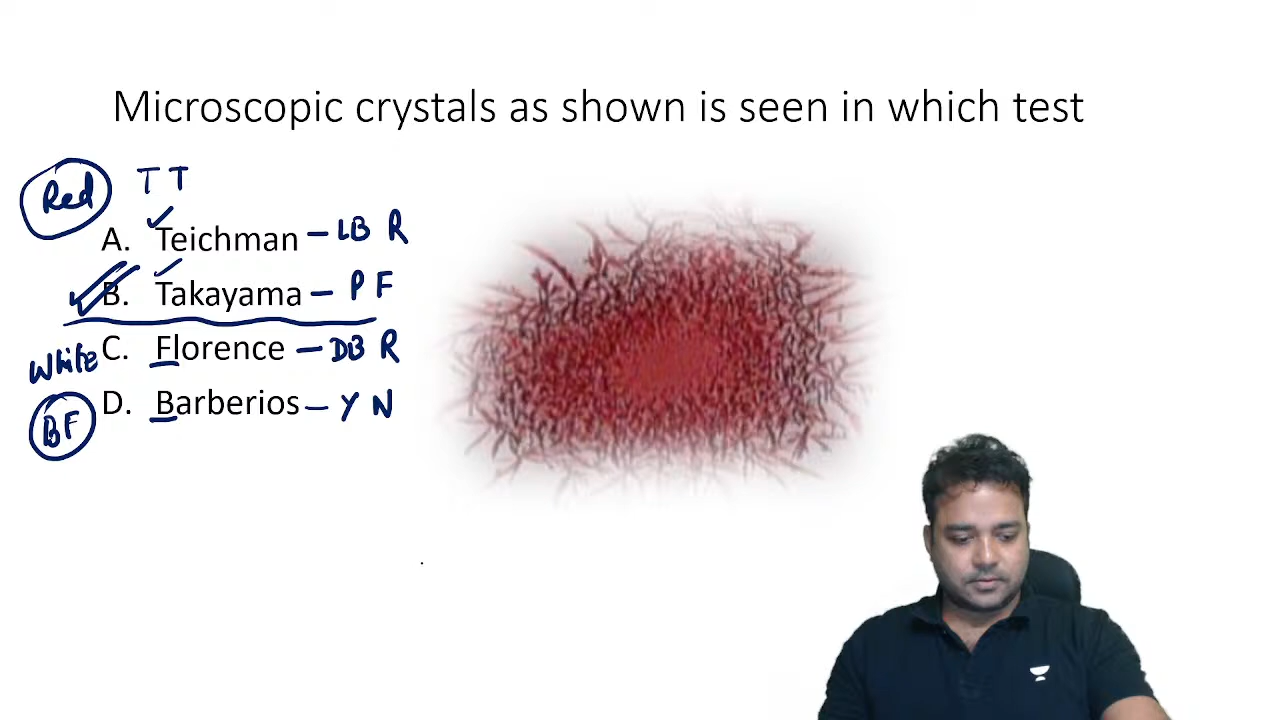 Microscopic crystals as shown is seen in which test
Red TT
A. Teichman – LB R
B. Takayama – P F
White
C. Florence – DB R
BF
D. Barberios – Y N